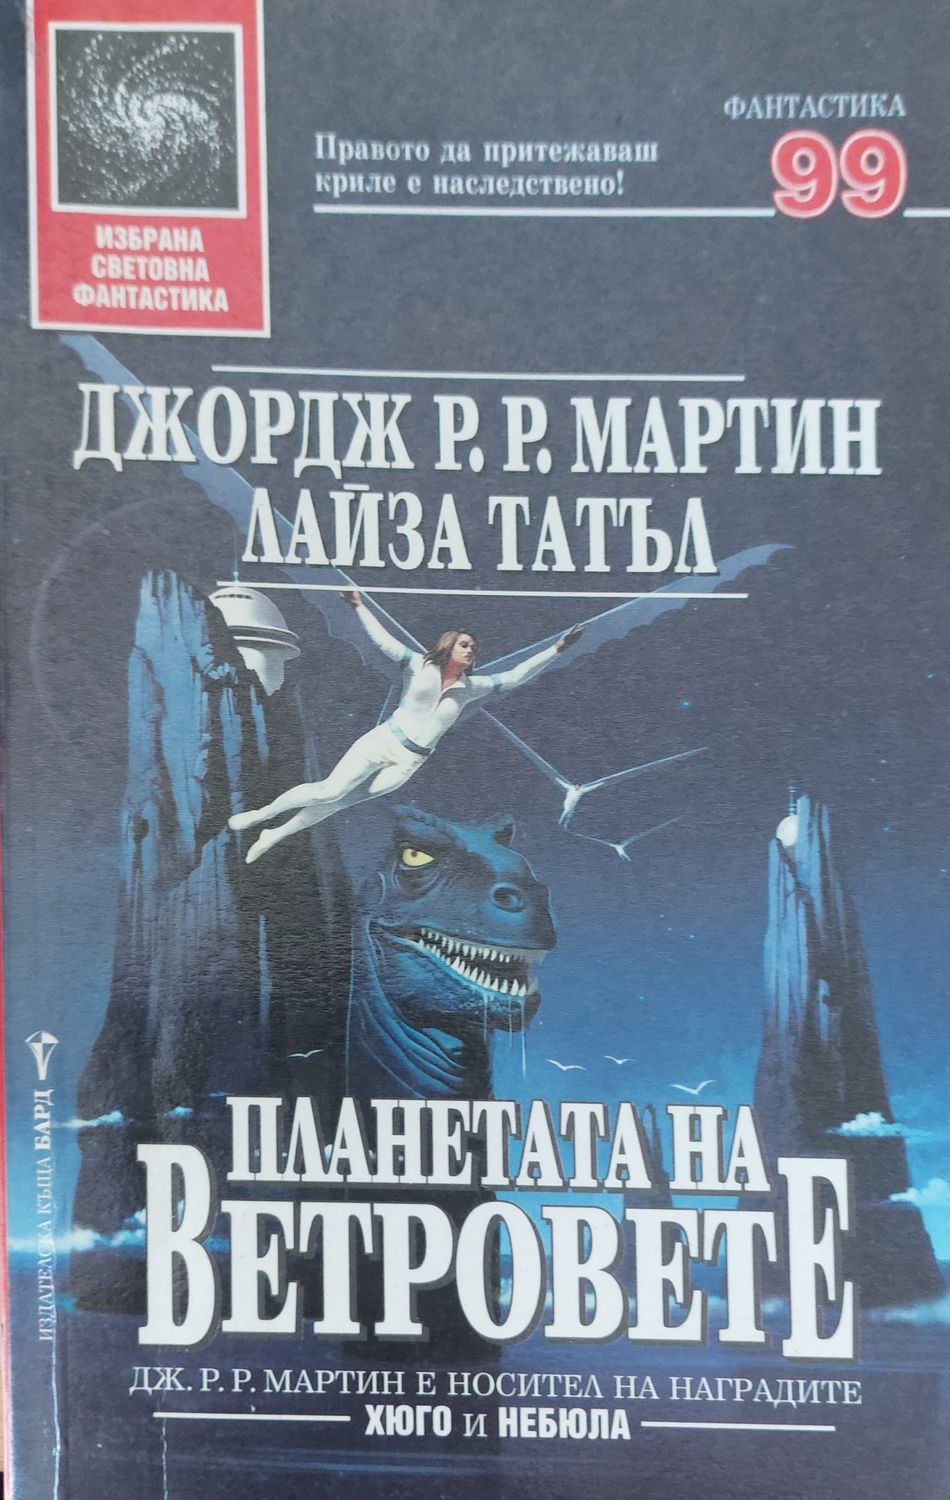 ИЗБРАНА
СВЕТОВНА
ФАНТАСТИКА
ФАНТАСТИКА
99
Правото да притежаваш
криле е наследствено!
ДЖОРДЖ Р. Р. МАРТИН
ЛАЙЗА ТАТЪЛ
ИЗДАТЕЛСКА КЪЩА БАРД
ПЛАНЕТАТА НА
ВЕТРОВЕТЕ
ДЖ. Р. Р. МАРТИН Е НОСИТЕЛ НА НАГРАДИТЕ
ХЮГО И НЕБЮЛА